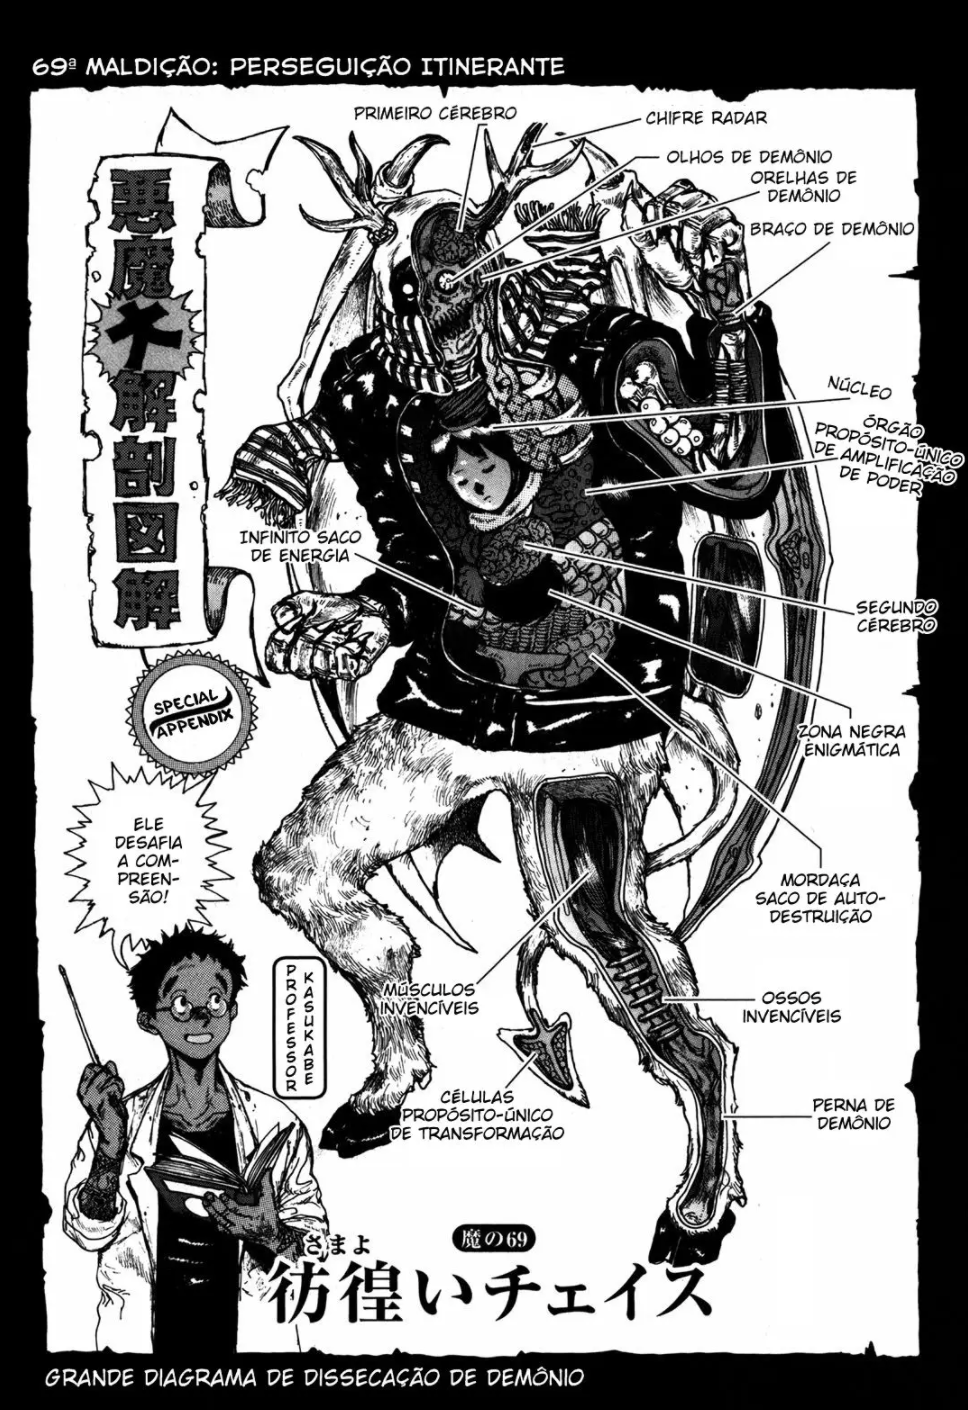 69ª MALDIÇÃO: PERSEGUIÇÃO ITINERANTE
悪魔大解剖図解
PRIMEIRO CÉREBRO
CHIFRE RADAR
OLHOS DE DEMÔNIO
ORELHAS DE
DEMÔNIO
BRAÇO DE DEMÔNIO
NÚCLEO
ÓRGÃO
PROPÓSITO-ÚNICO
DE AMPLIFICAÇÃO
DE PODER
INFINITO SACO
DE ENERGIA
SEGUNDO
CÉREBRO
SPECIAL
APPENDIX
ZONA NEGRA
ENIGMÁTICA
ELE
DESAFIA
A COM-
PREEN-
SÃO!
MORDAÇA
SACO DE AUTO-
DESTRUIÇÃO
PROFESSOR
KASUKABE
MÚSCULOS
INVENCÍVEIS
OSSOS
INVENCÍVEIS
CÉLULAS
PROPÓSITO-ÚNICO
DE TRANSFORMAÇÃO
PERNA DE
DEMÔNIO
魔の69
さまよ
彷徨いチェイス
GRANDE DIAGRAMA DE DISSECAÇÃO DE DEMÔNIO